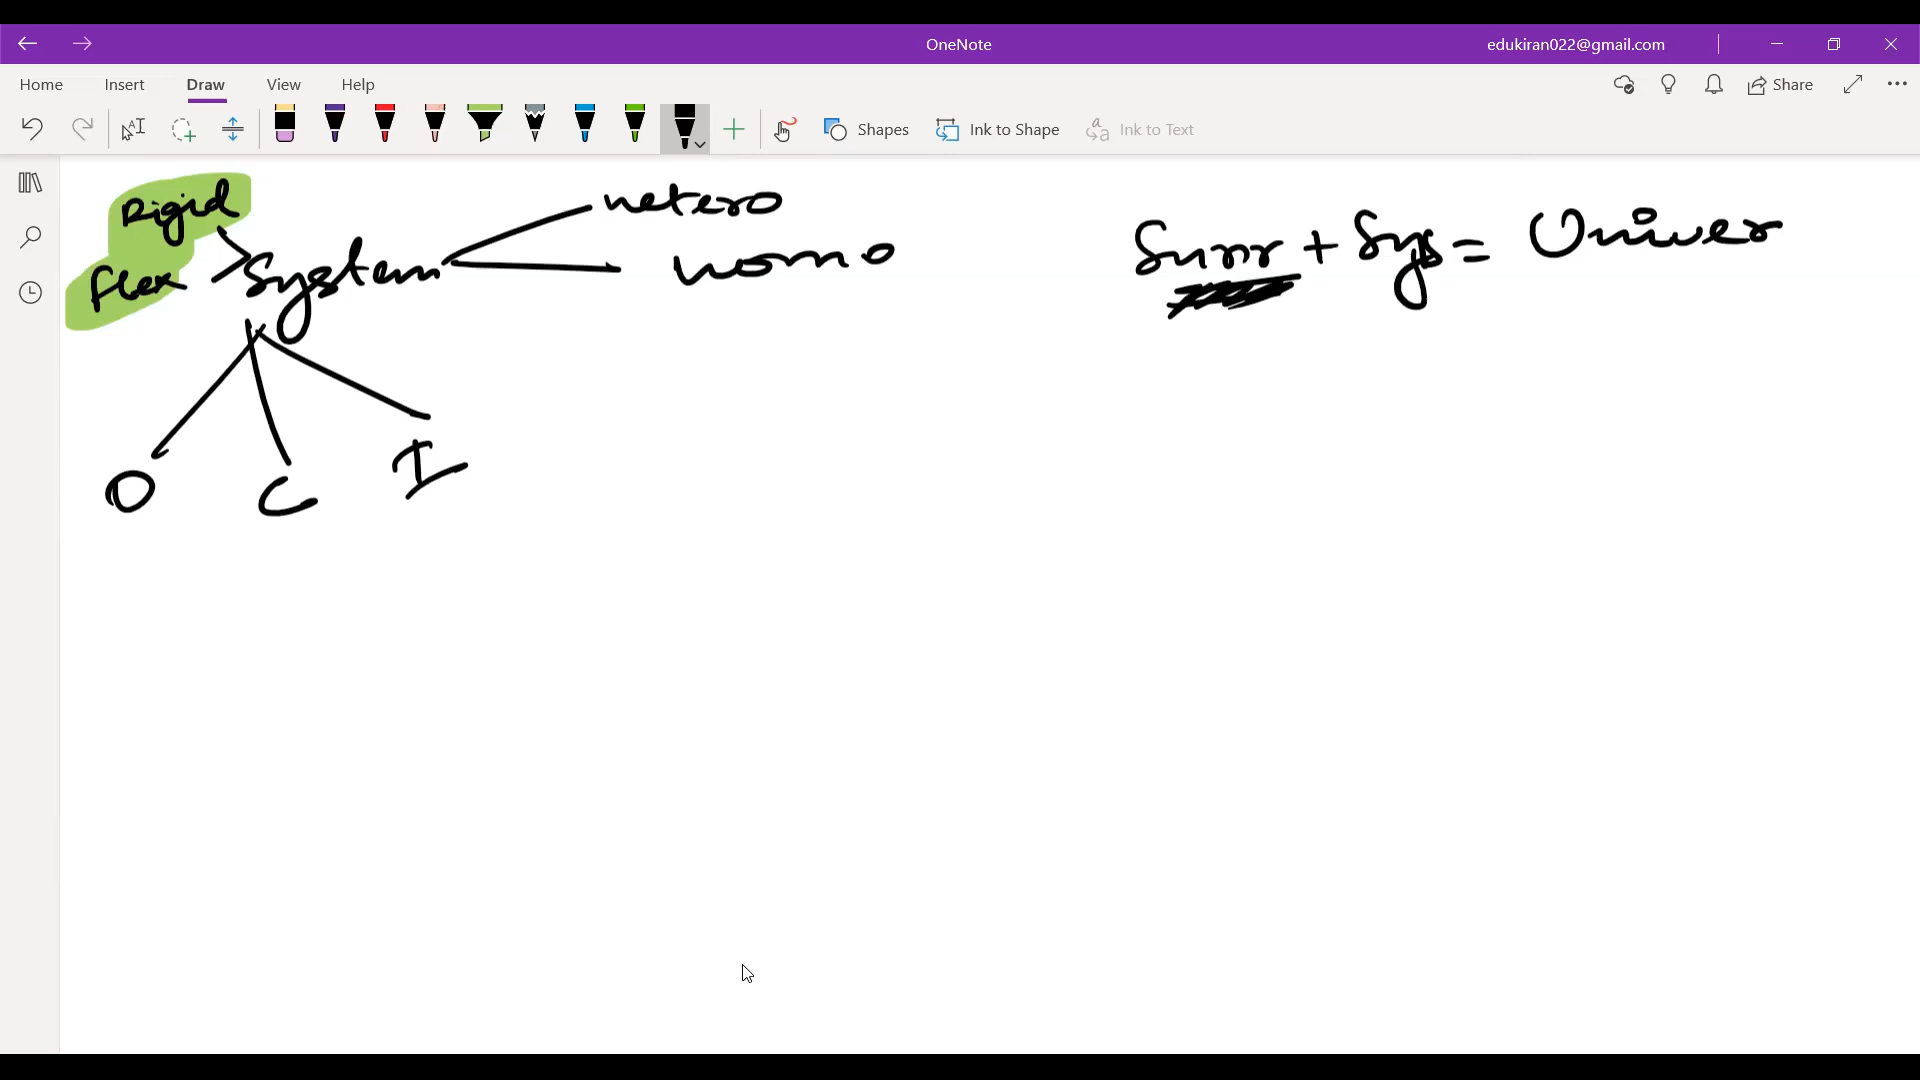 OneNote
edukiran022@gmail.com
Home Insert Draw View Help
Share
Shapes Ink to Shape Ink to Text
Rigid
flex
System
hetero
homo
Surr + Sys = Univer
O C I